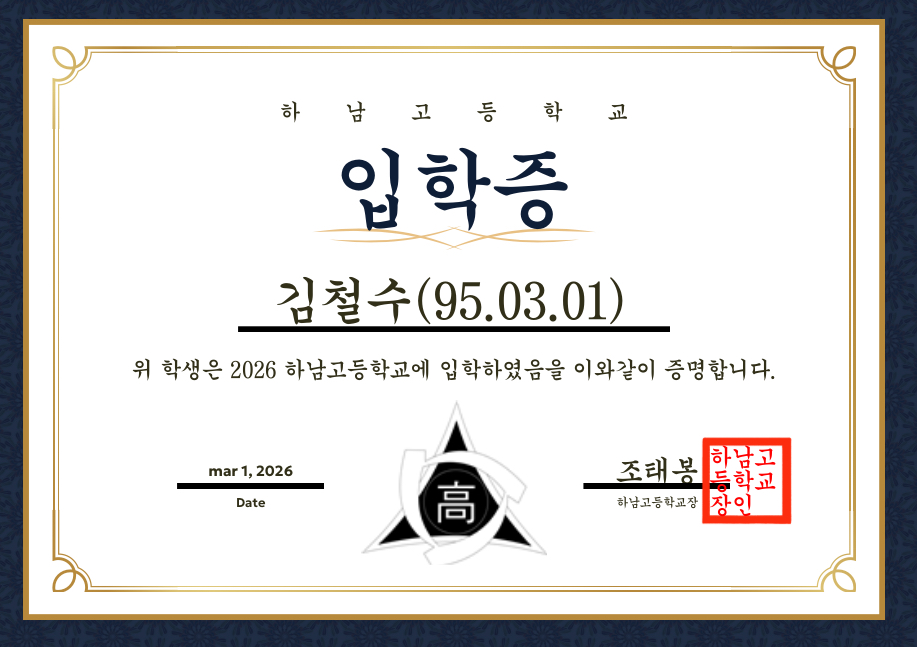 하 남 고 등 학 교
입학증
김철수(95.03.01)
위 학생은 2026 하남고등학교에 입학하였음을 이와같이 증명합니다.
mar 1, 2026
Date
高
조태봉
하남고등학교장
하남고
등학교
장인